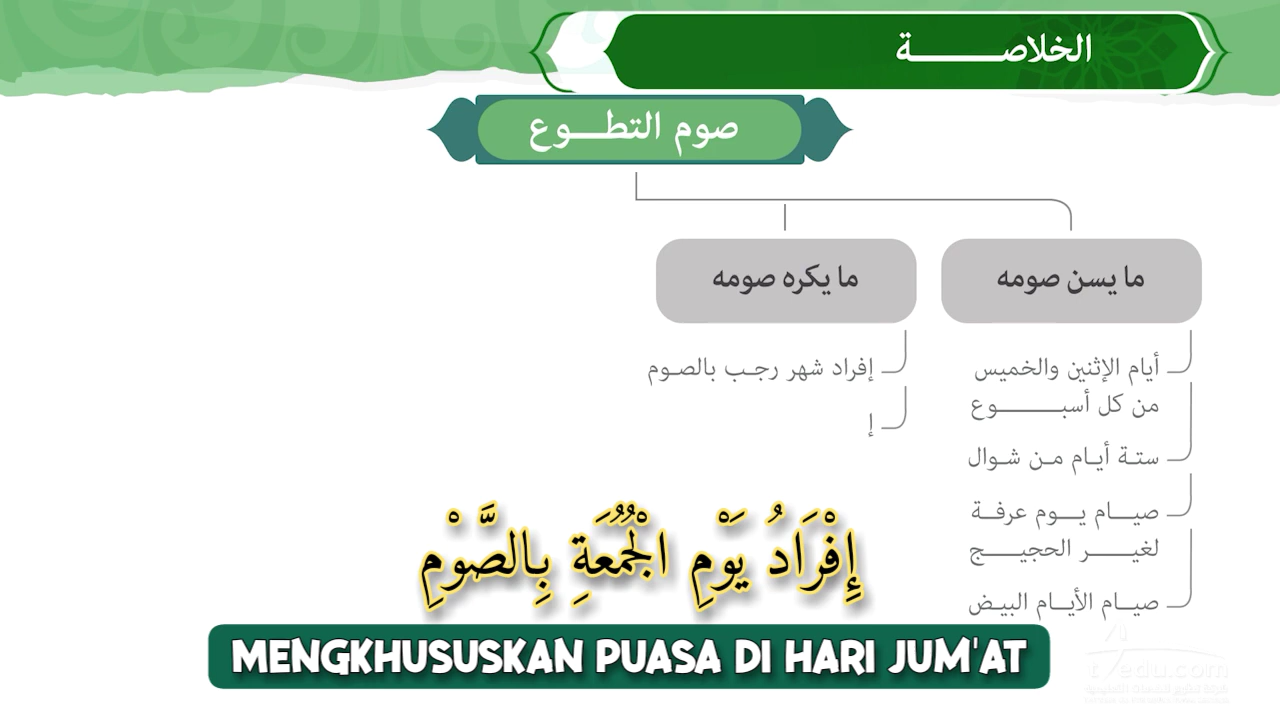 الخلاصة
صوم التطوع
ما يسن صومه
أيام الإثنين والخميس
من كل أسبوع
ستة أيام من شوال
صيام يوم عرفة
لغير الحجيج
صيام الأيام البيض
ما يكره صومه
إفراد شهر رجب بالصوم
إ
إِفْرَادُ يَوْمِ الْجُمُعَةِ بِالصَّوْمِ
MENGKHUSUSKAN PUASA DI HARI JUM'AT